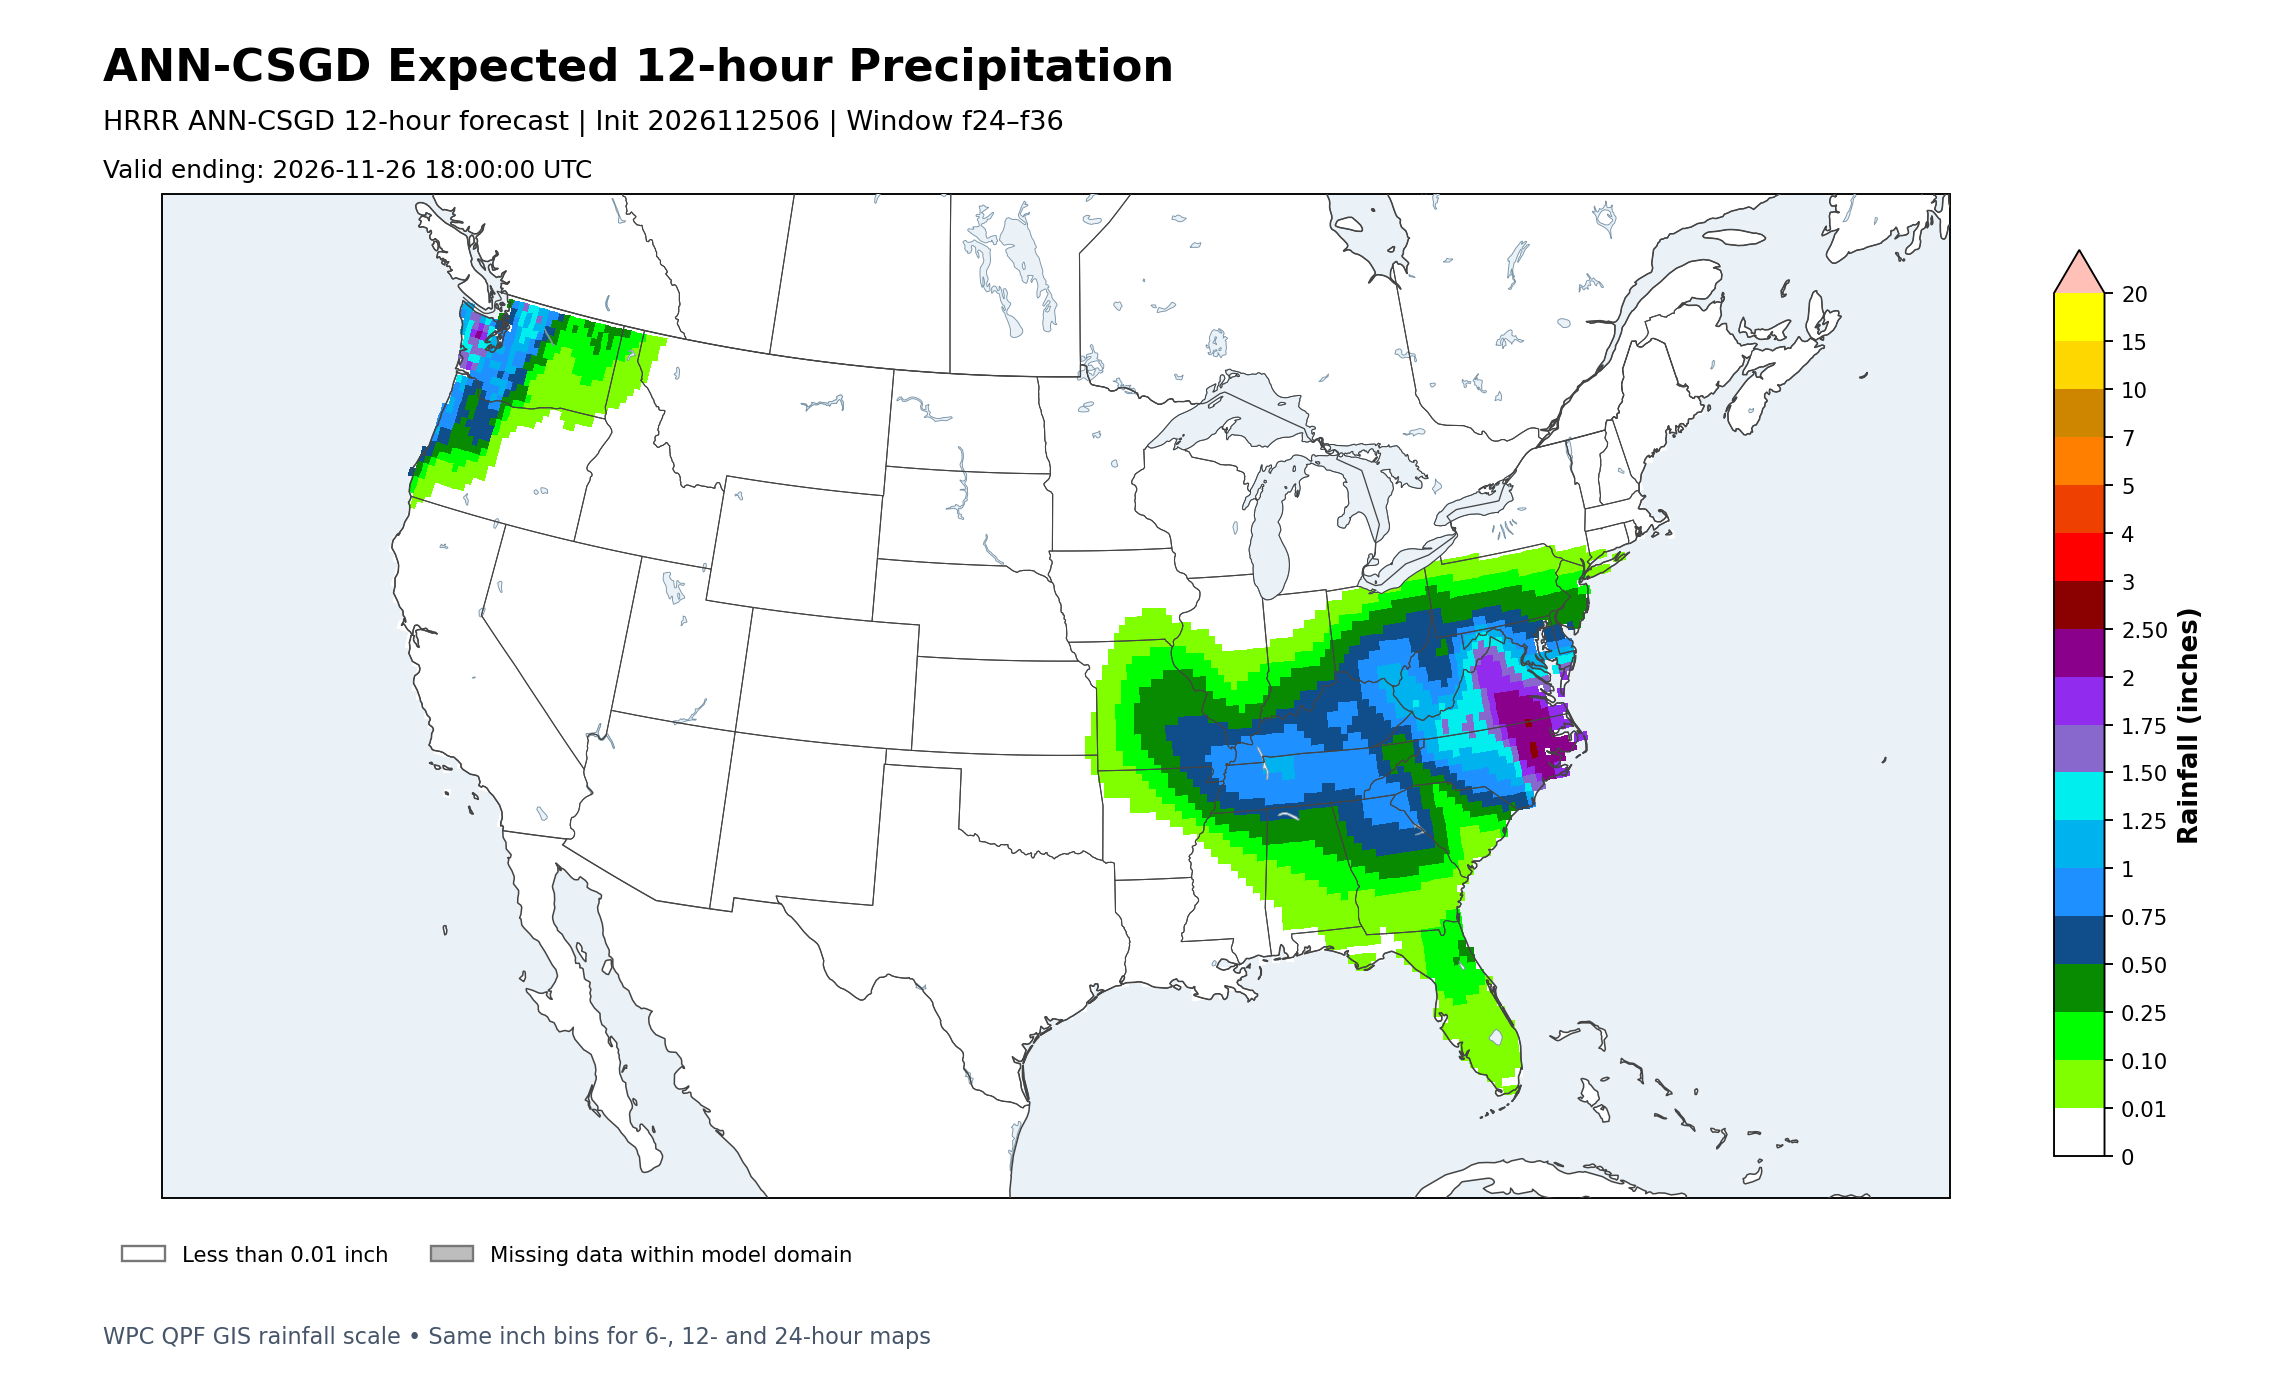 ANN-CSGD Expected 12-hour Precipitation
HRRR ANN-CSGD 12-hour forecast | Init 2026112506 | Window f24–f36
Valid ending: 2026-11-26 18:00:00 UTC
20
15
10
7
5
4
3
2.50
2
1.75
1.50
1.25
1
0.75
0.50
0.25
0.10
0.01
0
Rainfall (inches)
Less than 0.01 inch
Missing data within model domain
WPC QPF GIS rainfall scale • Same inch bins for 6-, 12- and 24-hour maps